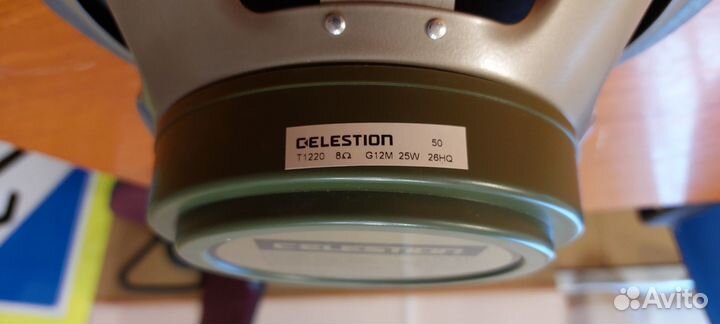 CELESTION 50
T1220 8Ω G12M 25W 26HQ
CELESTION
Avito